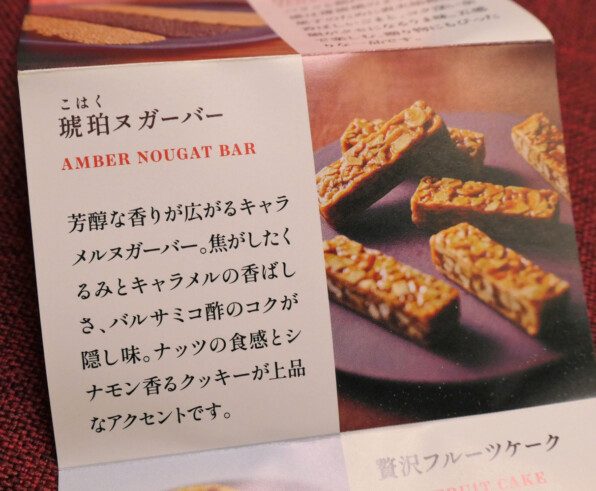 こはく
琥珀ヌガーバー
AMBER NOUGAT BAR
芳醇な香りが広がるキャラ
メルヌガーバー。焦がしたく
るみとキャラメルの香ばし
さ、バルサミコ酢のコクが
隠し味。ナッツの食感とシ
ナモン香るクッキーが上品
なアクセントです。
贅沢フルーツケーク
FRUIT CAKE